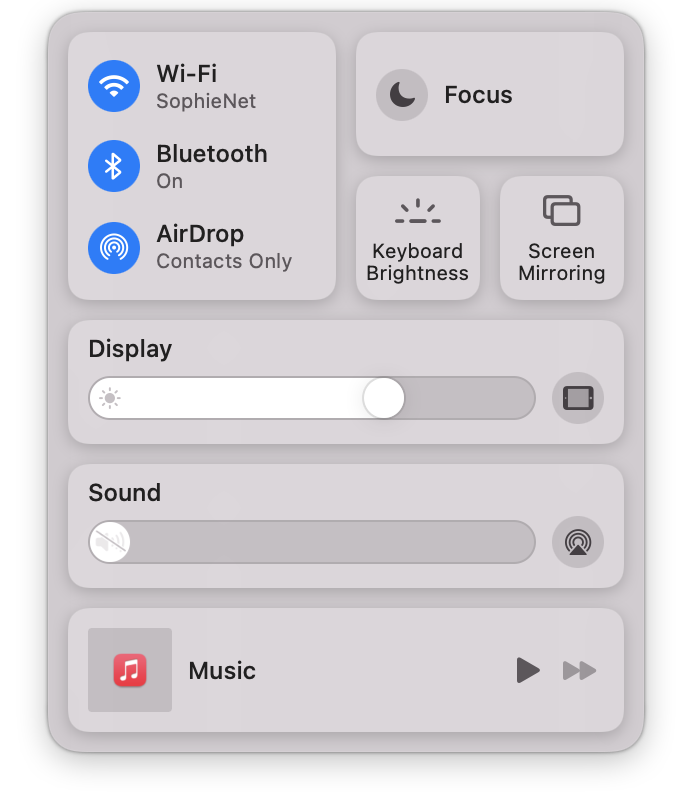 Wi-Fi
SophieNet
Bluetooth
On
AirDrop
Contacts Only
Focus
Keyboard
Brightness
Screen
Mirroring
Display
Sound
Music